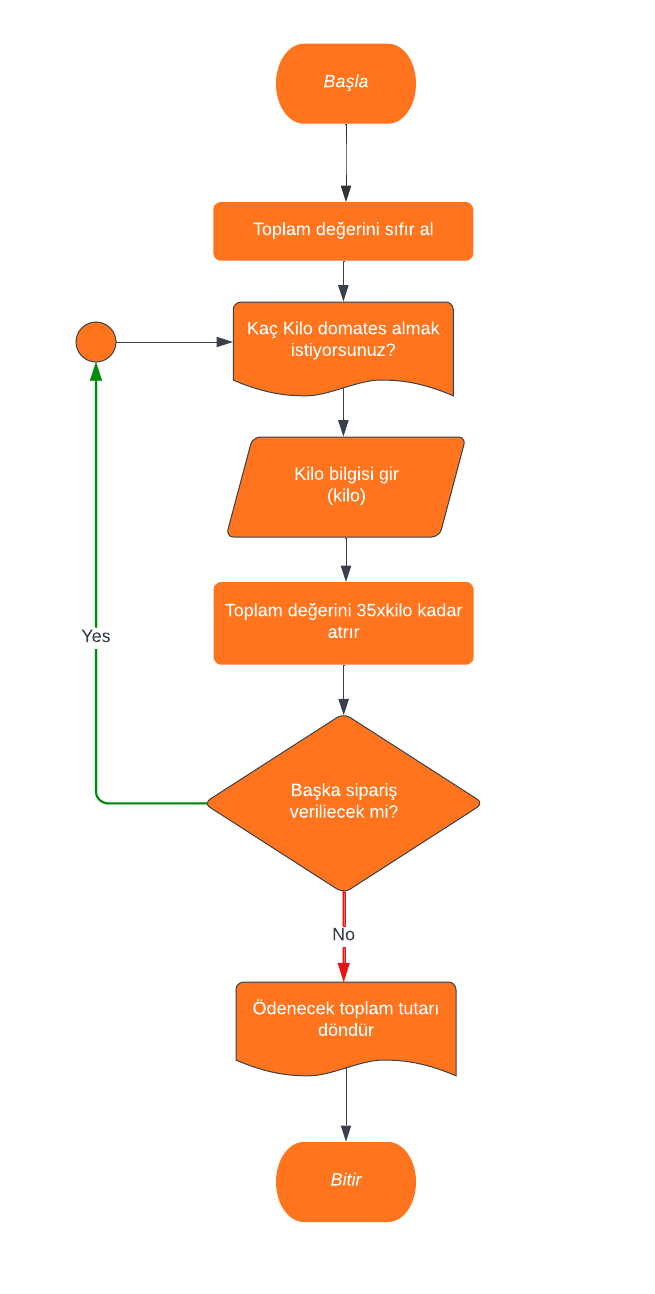 Başla
Toplam değerini sıfır al
Kaç Kilo domates almak
istiyorsunuz?
Kilo bilgisi gir
(kilo)
Toplam değerini 35xkilo kadar
atrır
Yes
Başka sipariş
veriliecek mi?
No
Ödenecek toplam tutarı
döndür
Bitir